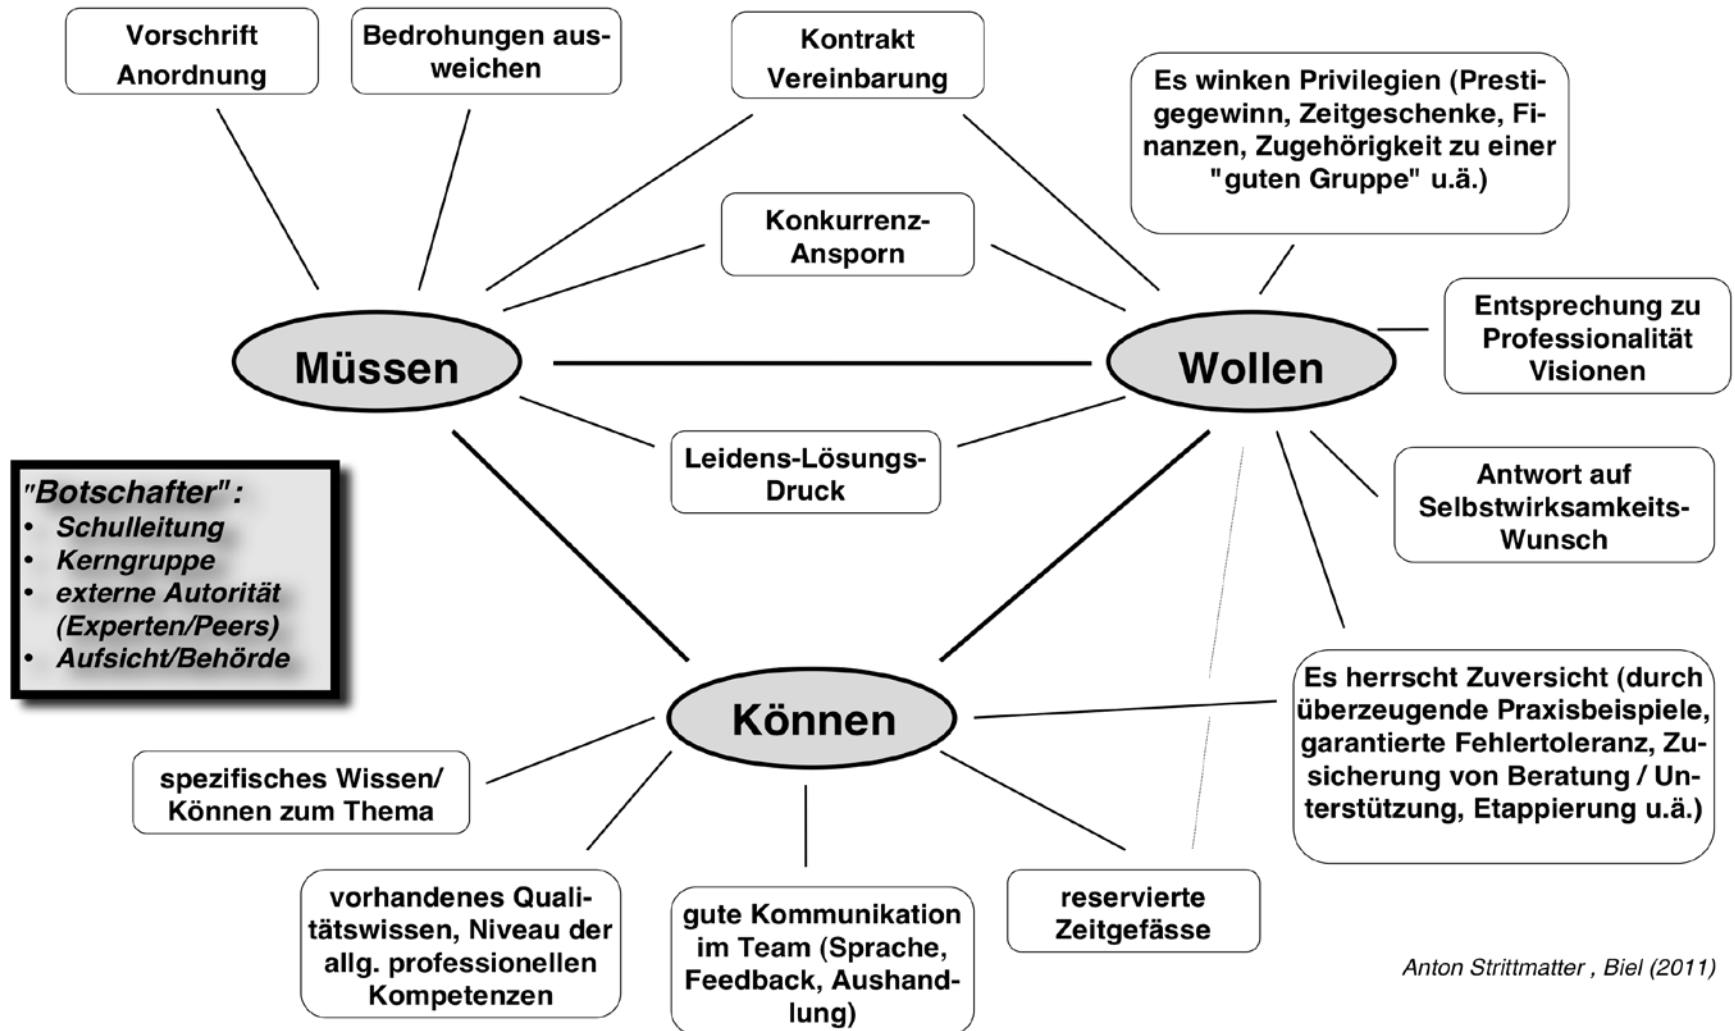 Vorschrift
Anordnung
Bedrohungen aus-
weichen
Kontrakt
Vereinbarung
Es winken Privilegien (Presti-
gegewinn, Zeitgeschenke, Fi-
nanzen, Zugehörigkeit zu einer
"guten Gruppe" u.ä.)
Konkurrenz-
Ansporn
Entsprechung zu
Professionalität
Visionen
Müssen
Wollen
Leidens-Lösungs-
Druck
Antwort auf
Selbstwirksamkeits-
Wunsch
"Botschafter":
• Schulleitung
• Kerngruppe
• externe Autorität
(Experten/Peers)
• Aufsicht/Behörde
Es herrscht Zuversicht (durch
überzeugende Praxisbeispiele,
garantierte Fehlertoleranz, Zu-
sicherung von Beratung / Un-
terstützung, Etappierung u.ä.)
Können
spezifisches Wissen/
Können zum Thema
vorhandenes Quali-
tätswissen, Niveau der
allg. professionellen
Kompetenzen
gute Kommunikation
im Team (Sprache,
Feedback, Aushand-
lung)
reservierte
Zeitgefässe
Anton Strittmatter , Biel (2011)